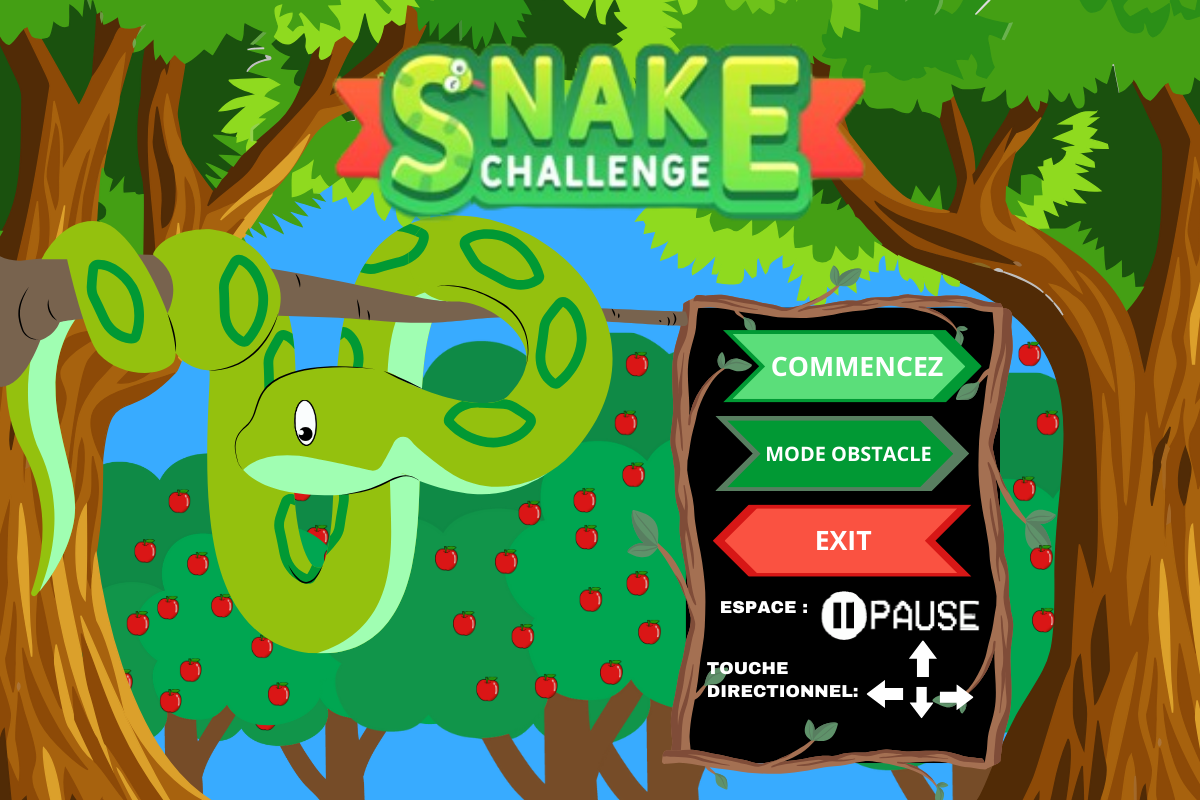 SNAKE
CHALLENGE
COMMENCEZ
MODE OBSTACLE
EXIT
ESPACE : PAUSE
TOUCHE
DIRECTIONNEL: